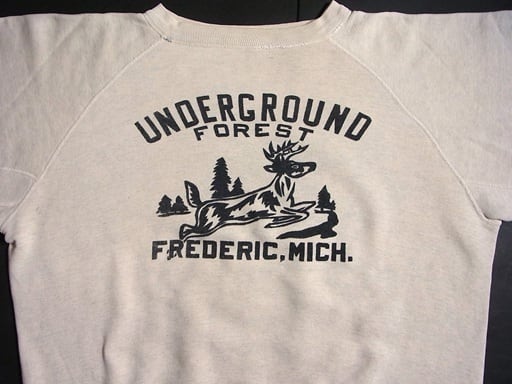 UNDERGROUND
FOREST
FREDERIC, MICH.